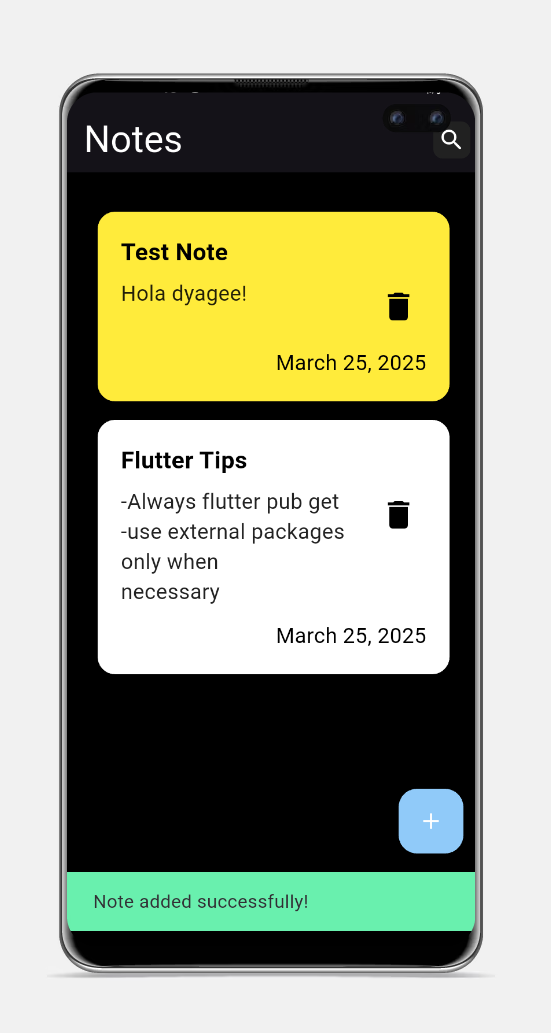 Notes
Test Note
Hola dyagee!
March 25, 2025
Flutter Tips
-Always flutter pub get
-use external packages
only when
necessary
March 25, 2025
Note added successfully!